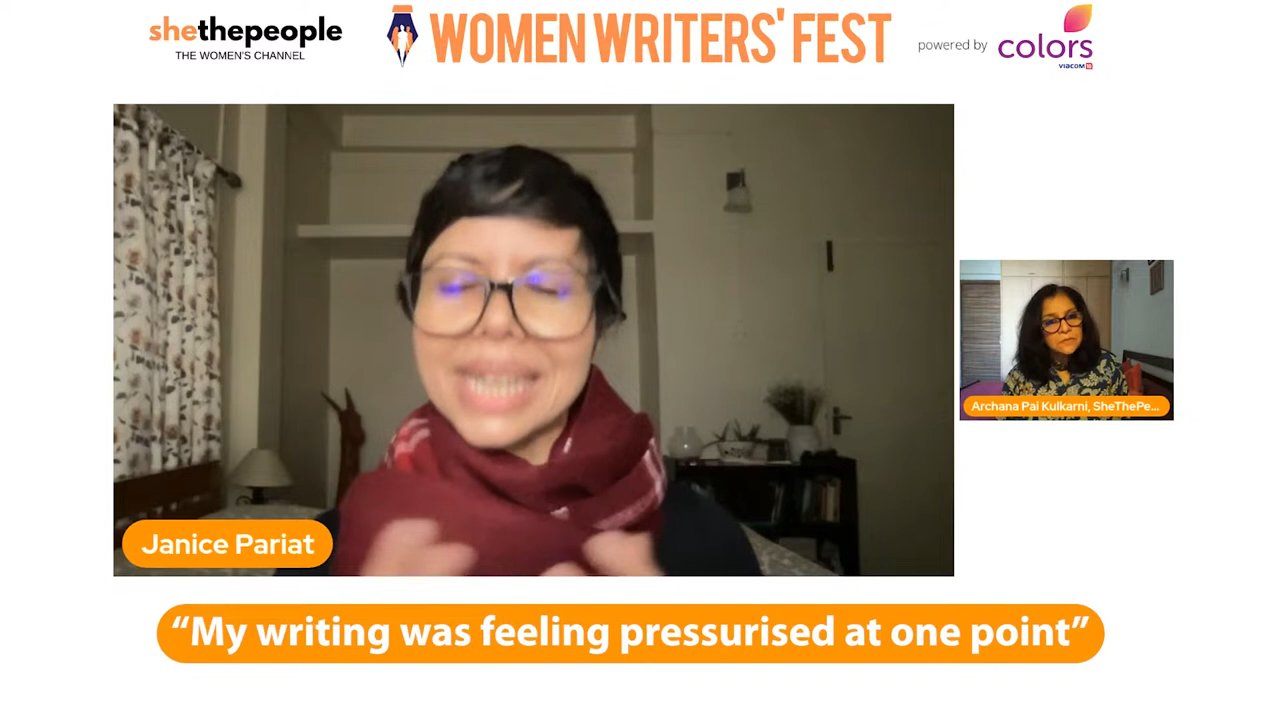 shethepeople
THE WOMEN'S CHANNEL
WOMEN WRITERS' FEST
powered by colors
VIACOM18
Janice Pariat
Archana Pai Kulkarni, SheThePe...
“My writing was feeling pressurised at one point”